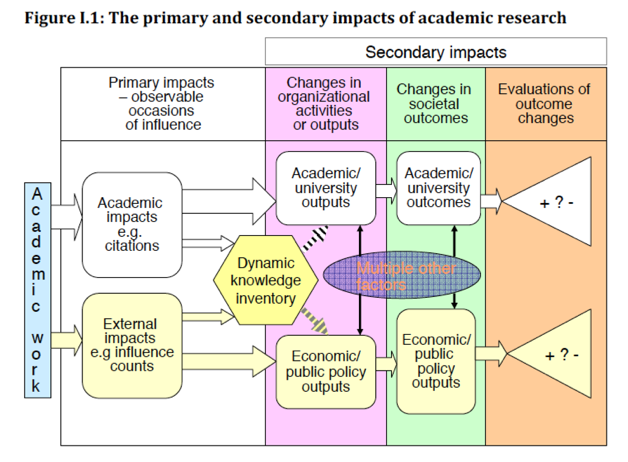 Figure I.1: The primary and secondary impacts of academic research
Secondary impacts
Primary impacts
– observable
occasions
of influence
Changes in
organizational
activities
or outputs
Changes in
societal
outcomes
Evaluations of
outcome
changes
Academic work
Academic
impacts
e.g.
citations
External
impacts
e.g influence
counts
Dynamic
knowledge
inventory
Academic/
university
outputs
Academic/
university
outcomes
+ ? -
Multiple other
factors
Economic/
public policy
outputs
Economic/
public
policy
outputs
+ ? -